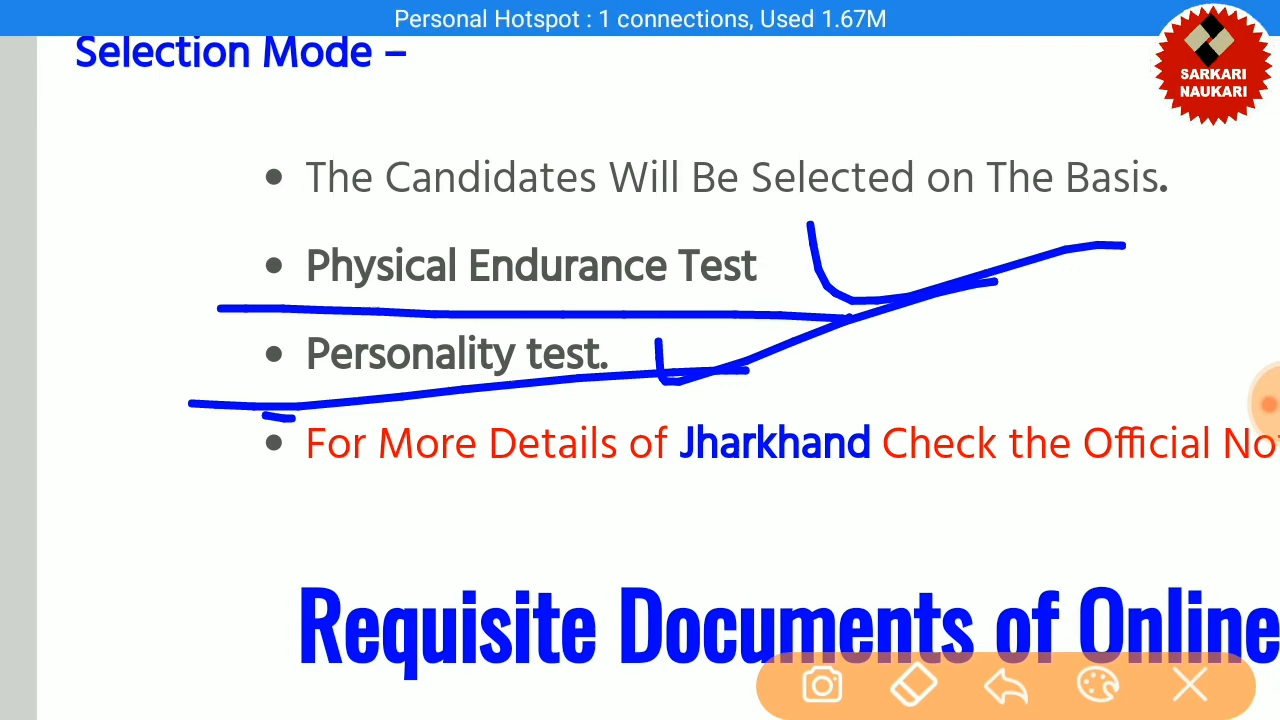 Personal Hotspot : 1 connections, Used 1.67M
SARKARI
NAUKARI
Selection Mode –
• The Candidates Will Be Selected on The Basis.
• Physical Endurance Test
• Personality test.
• For More Details of Jharkhand Check the Official
Requisite Documents of Online